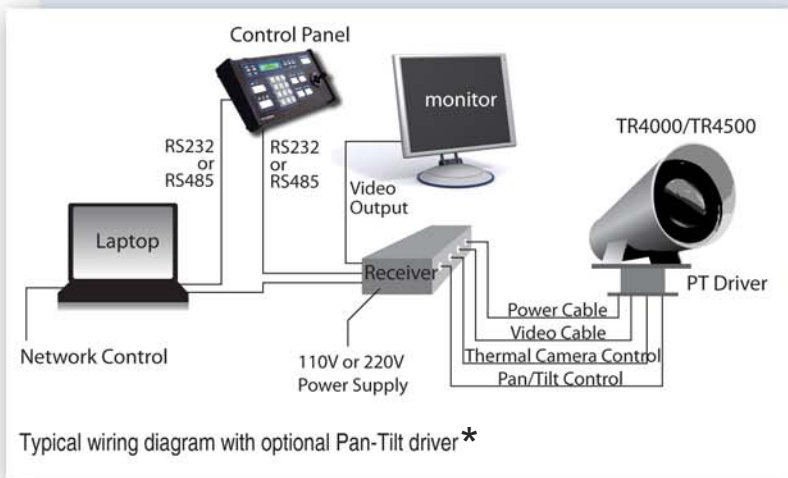 Control Panel
monitor
TR4000/TR4500
RS232
or
RS485
RS232
or
RS485
Video
Output
Laptop
Receiver
PT Driver
Power Cable
Video Cable
Thermal Camera Control
Pan/Tilt Control
Network Control
110V or 220V
Power Supply
Typical wiring diagram with optional Pan-Tilt driver*